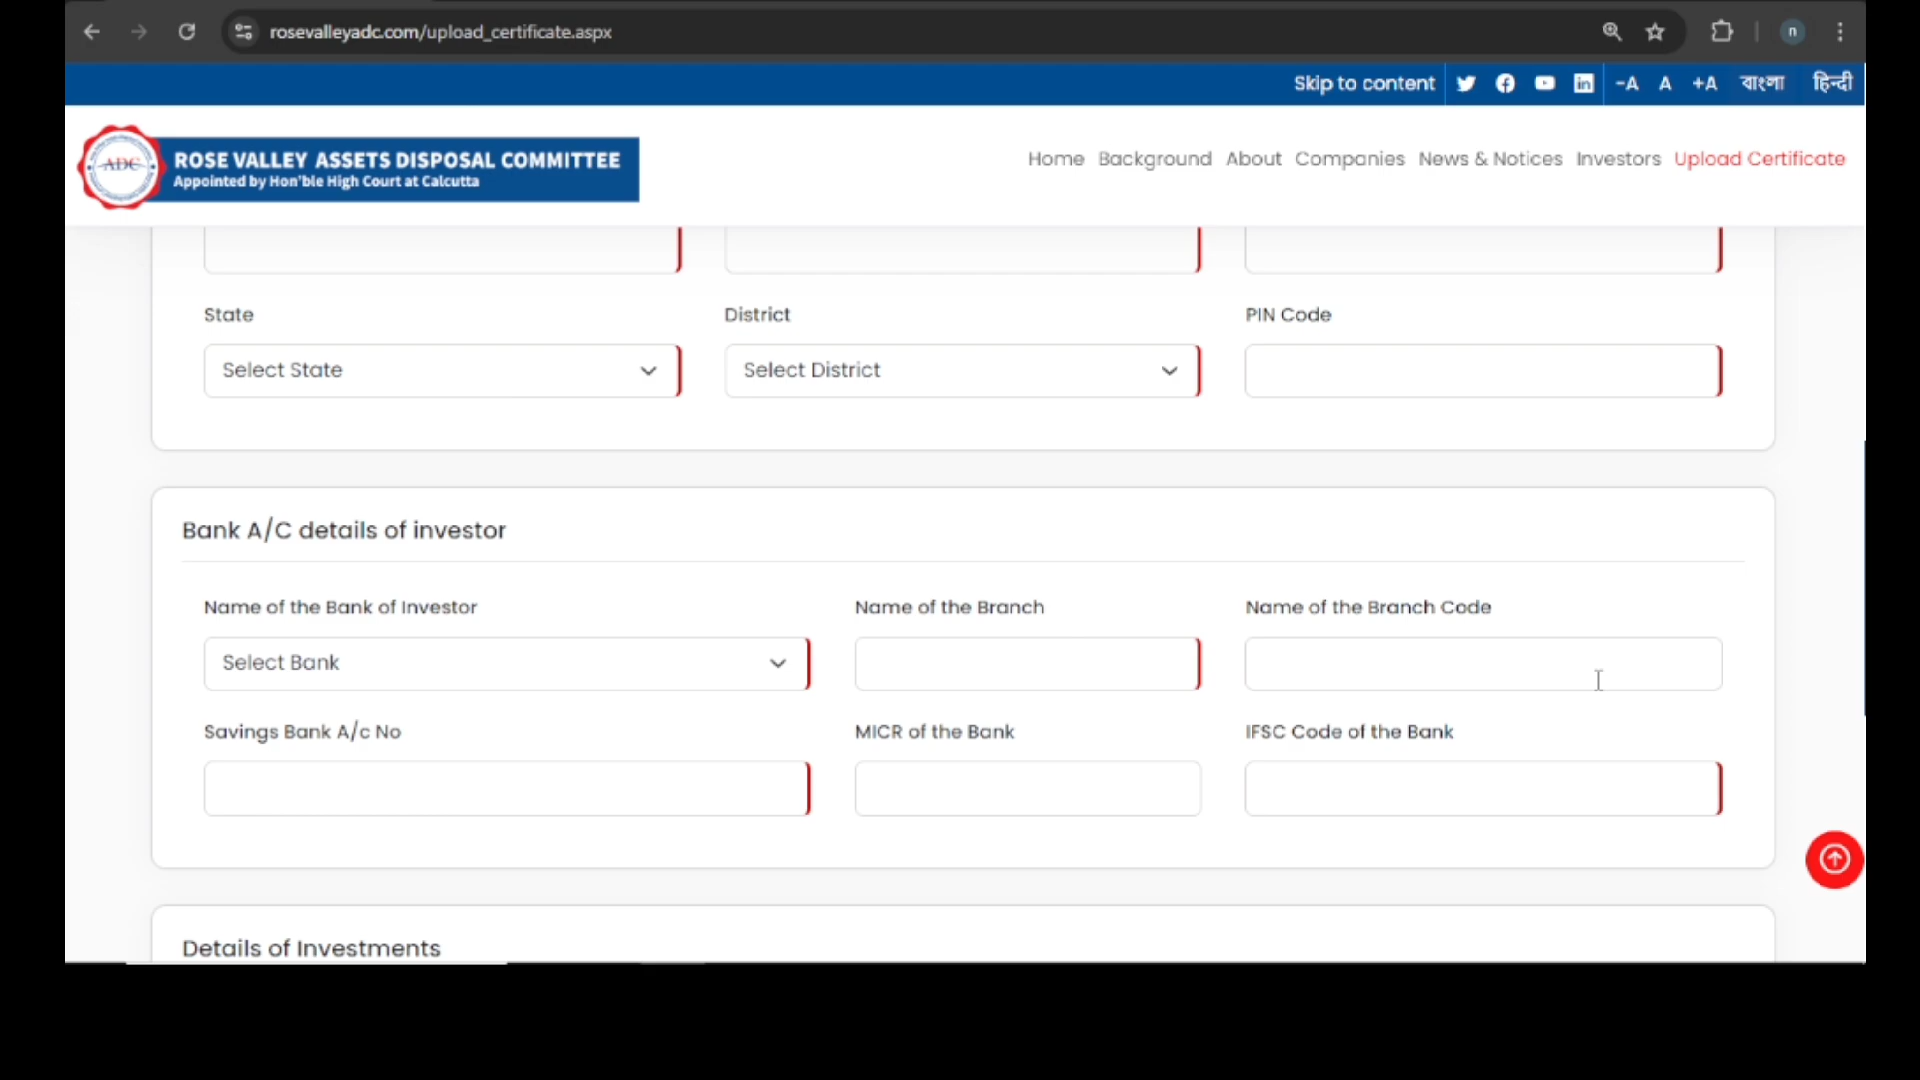 rosevalleyadc.com/upload_certificate.aspx
n
Skip to content -A A +A বাংলা हिन्दी
ADC
ROSE VALLEY ASSETS DISPOSAL COMMITTEE
Appointed by Hon'ble High Court at Calcutta
Home Background About Companies News & Notices Investors Upload Certificate
State District PIN Code
Select State Select District
Bank A/C details of investor
Name of the Bank of Investor Name of the Branch Name of the Branch Code
Select Bank
Savings Bank A/c No MICR of the Bank IFSC Code of the Bank
Details of Investments